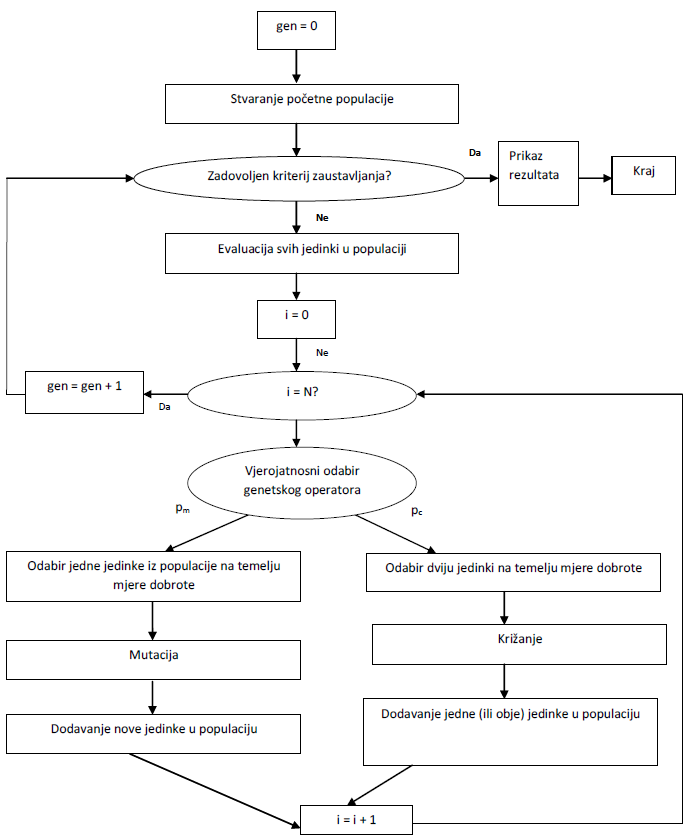 gen = 0
Stvaranje početne populacije
Zadovoljen kriterij zaustavljanja?
Da
Prikaz
rezultata
Kraj
Ne
Evaluacija svih jedinki u populaciji
i = 0
Ne
i = N?
Da
gen = gen + 1
Vjerojatnosni odabir
genetskog operatora
pm
pc
Odabir jedne jedinke iz populacije na temelju
mjere dobrote
Odabir dviju jedinki na temelju mjere dobrote
Mutacija
Križanje
Dodavanje nove jedinke u populaciju
Dodavanje jedne (ili obje) jedinke u populaciju
i = i + 1